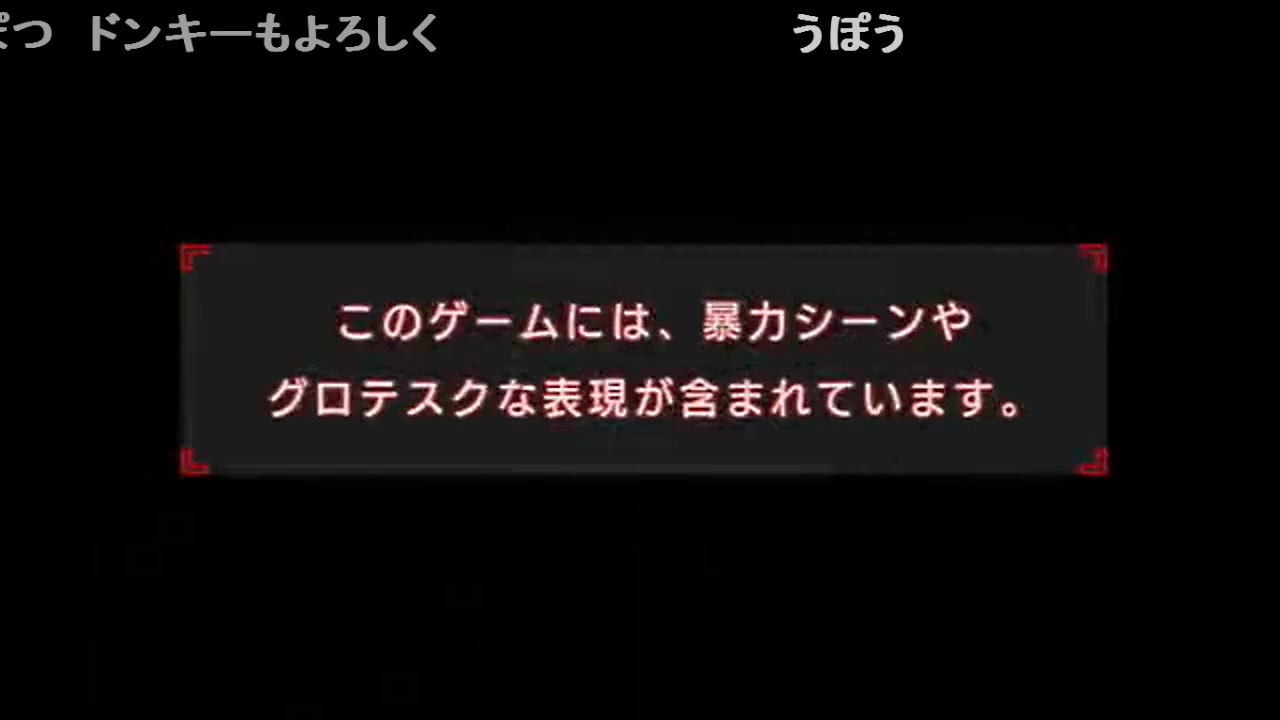 ぽつ ドンキーもよろしく うぽう
このゲームには、暴力シーンや
グロテスクな表現が含まれています。